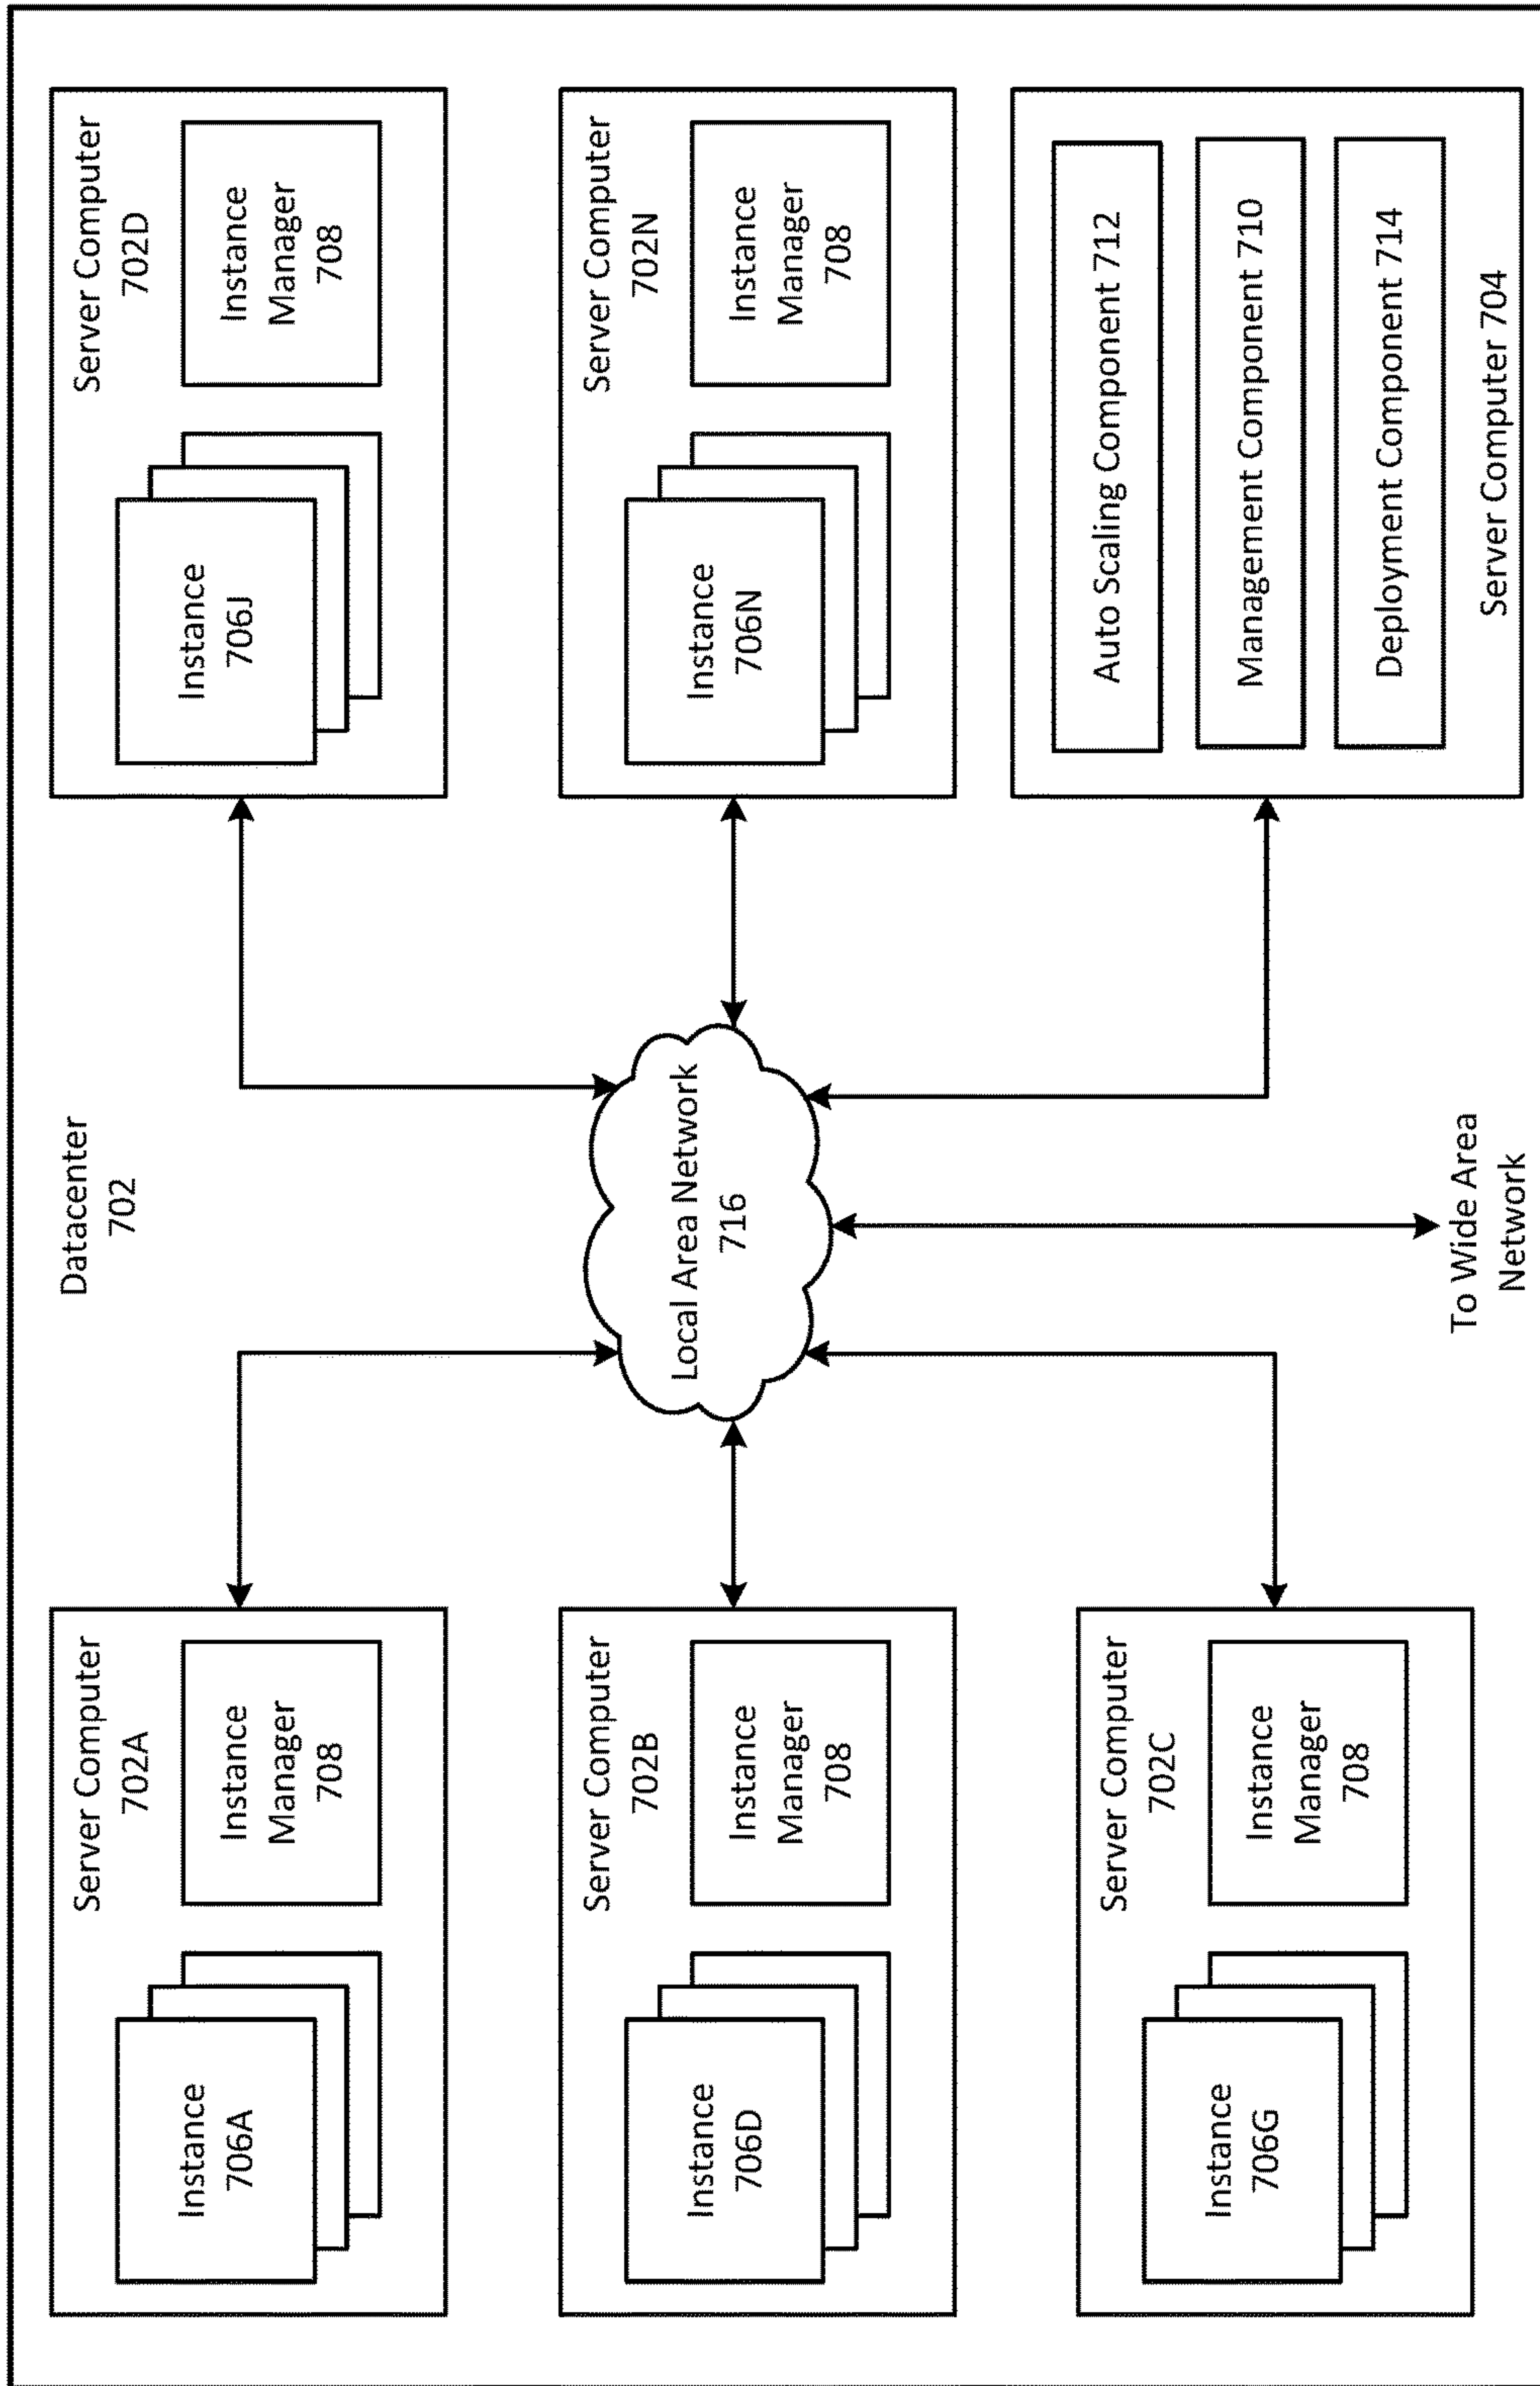 Datacenter
702
Server Computer
702A
Instance
706A
Instance
Manager
708
Server Computer
702B
Instance
706D
Instance
Manager
708
Server Computer
702C
Instance
706G
Instance
Manager
708
Local Area Network
716
To Wide Area
Network
Server Computer
702D
Instance
706J
Instance
Manager
708
Server Computer
702N
Instance
706N
Instance
Manager
708
Auto Scaling Component 712
Management Component 710
Deployment Component 714
Server Computer 704